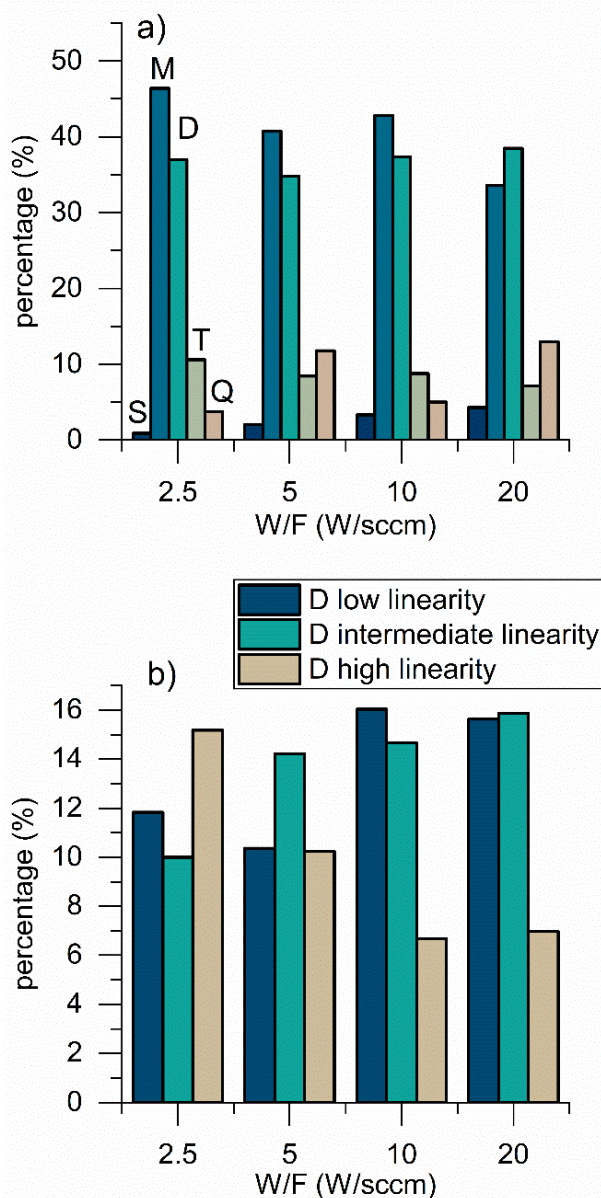 a)
50
40
30
20
10
0
percentage (%)
M
D
T
S
Q
2.5 5 10 20
W/F (W/sccm)
D low linearity
D intermediate linearity
D high linearity
b)
16
14
12
10
8
6
4
2
0
percentage (%)
2.5 5 10 20
W/F (W/sccm)